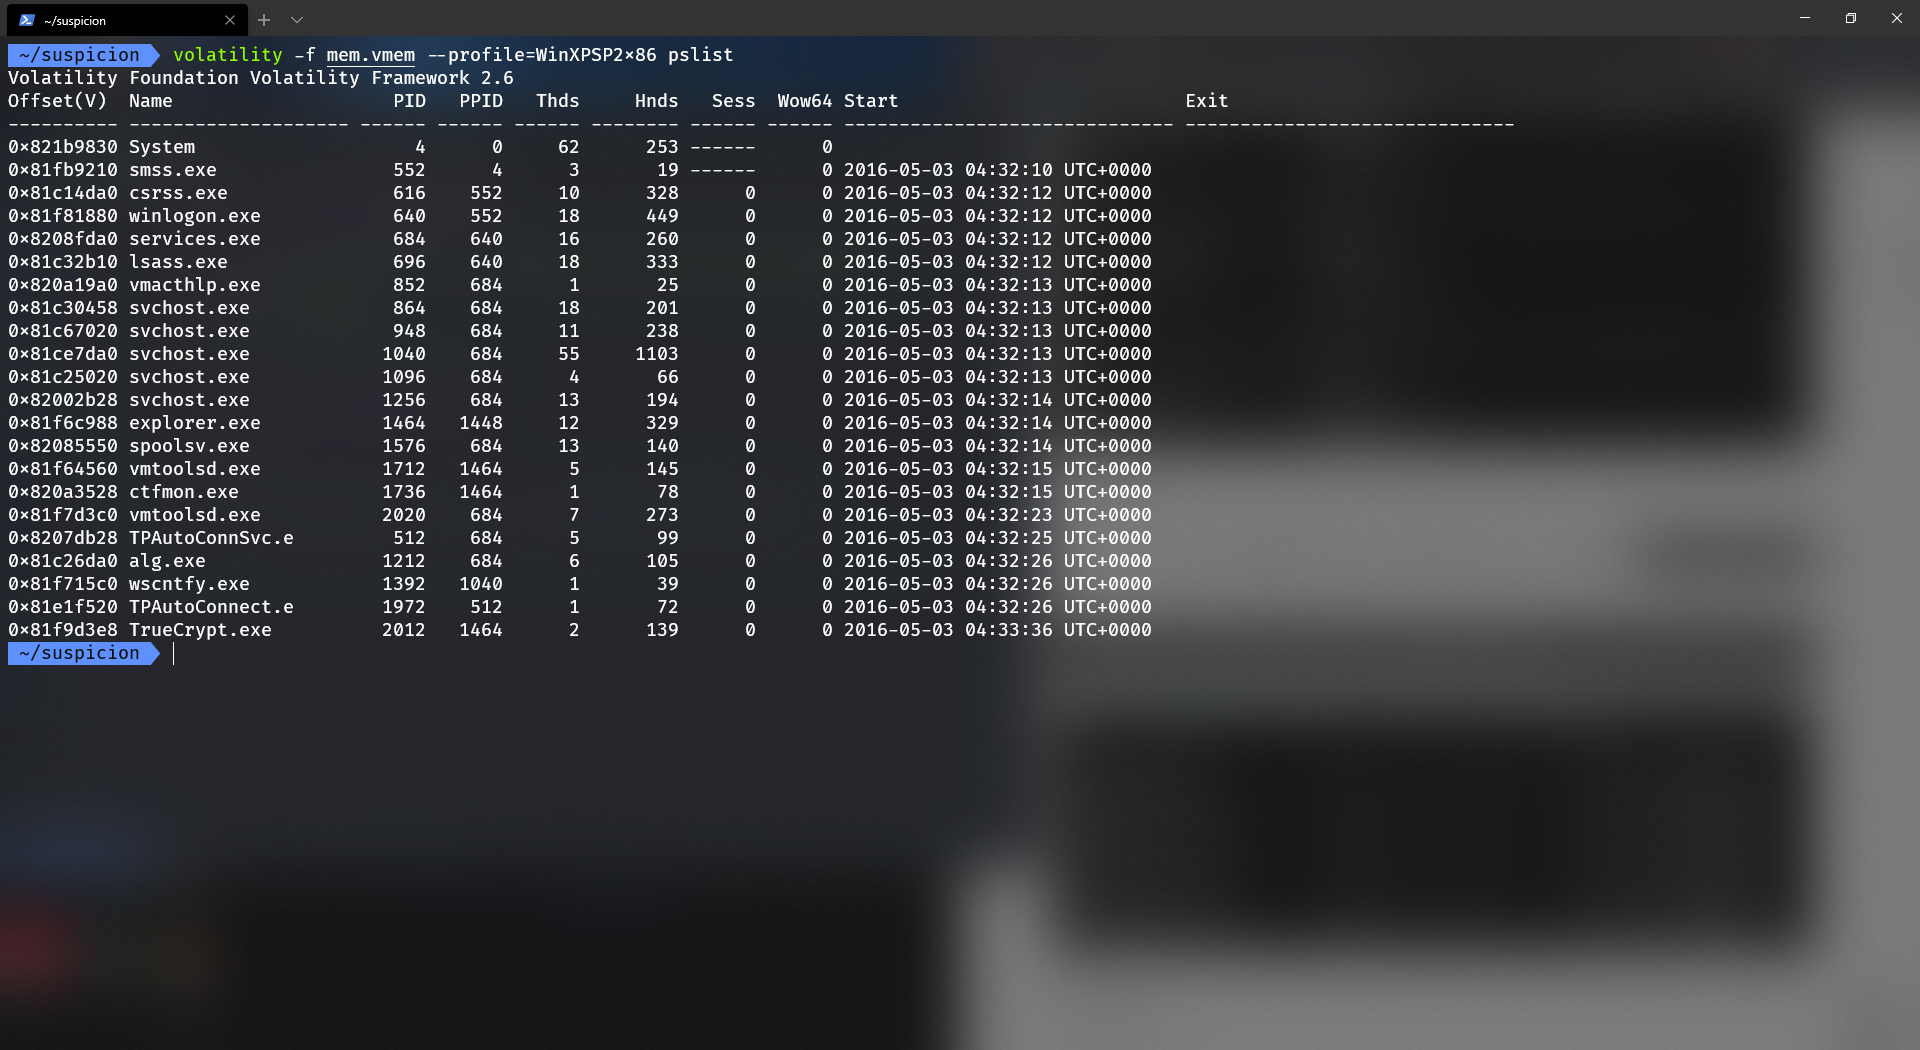 ~/suspicion
~/suspicion volatility -f mem.vmem --profile=WinXPSP2x86 pslist
Volatility Foundation Volatility Framework 2.6
Offset(V)  Name                    PID   PPID   Thds     Hnds   Sess  Wow64 Start                          Exit
---------- -------------------- ------ ------ ------ -------- ------ ------ ------------------------------ ------------------------------
0x821b9830 System                    4      0     62      253 ------      0
0x81fb9210 smss.exe                552      4      3       19 ------      0 2016-05-03 04:32:10 UTC+0000
0x81c14da0 csrss.exe               616    552     10      328      0      0 2016-05-03 04:32:12 UTC+0000
0x81f81880 winlogon.exe            640    552     18      449      0      0 2016-05-03 04:32:12 UTC+0000
0x8208fda0 services.exe            684    640     16      260      0      0 2016-05-03 04:32:12 UTC+0000
0x81c32b10 lsass.exe               696    640     18      333      0      0 2016-05-03 04:32:12 UTC+0000
0x820a19a0 vmacthlp.exe            852    684      1       25      0      0 2016-05-03 04:32:13 UTC+0000
0x81c30458 svchost.exe             864    684     18      201      0      0 2016-05-03 04:32:13 UTC+0000
0x81c67020 svchost.exe             948    684     11      238      0      0 2016-05-03 04:32:13 UTC+0000
0x81ce7da0 svchost.exe            1040    684     55     1103      0      0 2016-05-03 04:32:13 UTC+0000
0x81c25020 svchost.exe            1096    684      4       66      0      0 2016-05-03 04:32:13 UTC+0000
0x82002b28 svchost.exe            1256    684     13      194      0      0 2016-05-03 04:32:14 UTC+0000
0x81f6c988 explorer.exe           1464   1448     12      329      0      0 2016-05-03 04:32:14 UTC+0000
0x82085550 spoolsv.exe            1576    684     13      140      0      0 2016-05-03 04:32:14 UTC+0000
0x81f64560 vmtoolsd.exe           1712   1464      5      145      0      0 2016-05-03 04:32:15 UTC+0000
0x820a3528 ctfmon.exe             1736   1464      1       78      0      0 2016-05-03 04:32:15 UTC+0000
0x81f7d3c0 vmtoolsd.exe           2020    684      7      273      0      0 2016-05-03 04:32:23 UTC+0000
0x8207db28 TPAutoConnSvc.e         512    684      5       99      0      0 2016-05-03 04:32:25 UTC+0000
0x81c26da0 alg.exe                1212    684      6      105      0      0 2016-05-03 04:32:26 UTC+0000
0x81f715c0 wscntfy.exe            1392   1040      1       39      0      0 2016-05-03 04:32:26 UTC+0000
0x81e1f520 TPAutoConnect.e        1972    512      1       72      0      0 2016-05-03 04:32:26 UTC+0000
0x81f9d3e8 TrueCrypt.exe          2012   1464      2      139      0      0 2016-05-03 04:33:36 UTC+0000
~/suspicion